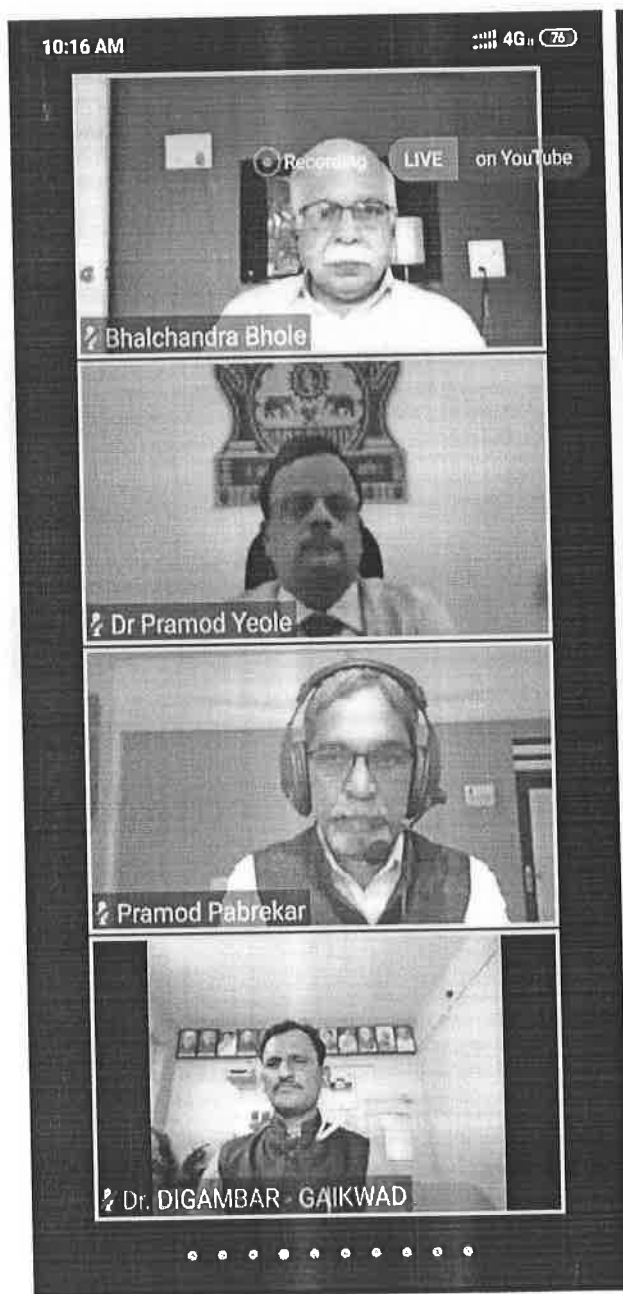 10:16 AM 4G 76
Recording LIVE on YouTube
Bhalchandra Bhole
Dr Pramod Yeole
Pramod Pabrekar
Dr. DIGAMBAR - GAIKWAD